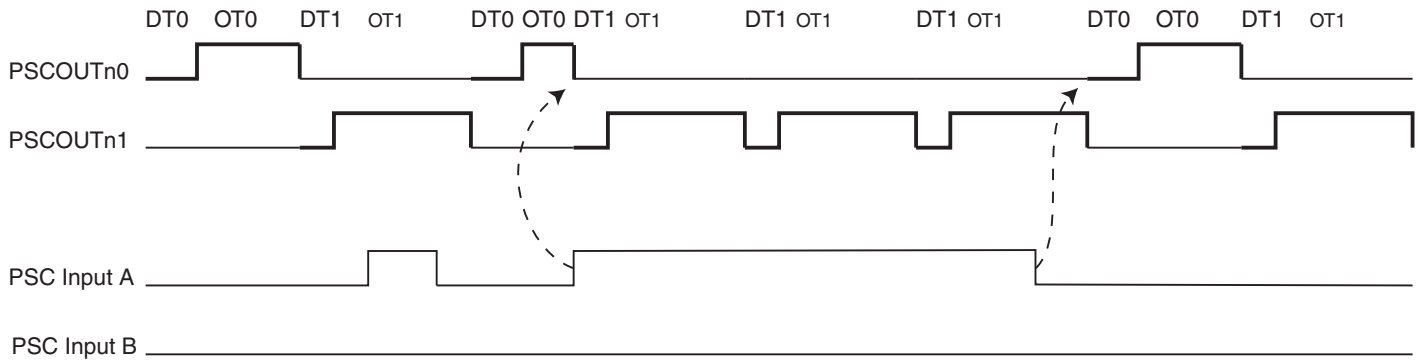 DT0 OT0 DT1 OT1 DT0 OT0 DT1 OT1 DT1 OT1 DT1 OT1 DT0 OT0 DT1 OT1
PSCOUTn0
PSCOUTn1
PSC Input A
PSC Input B